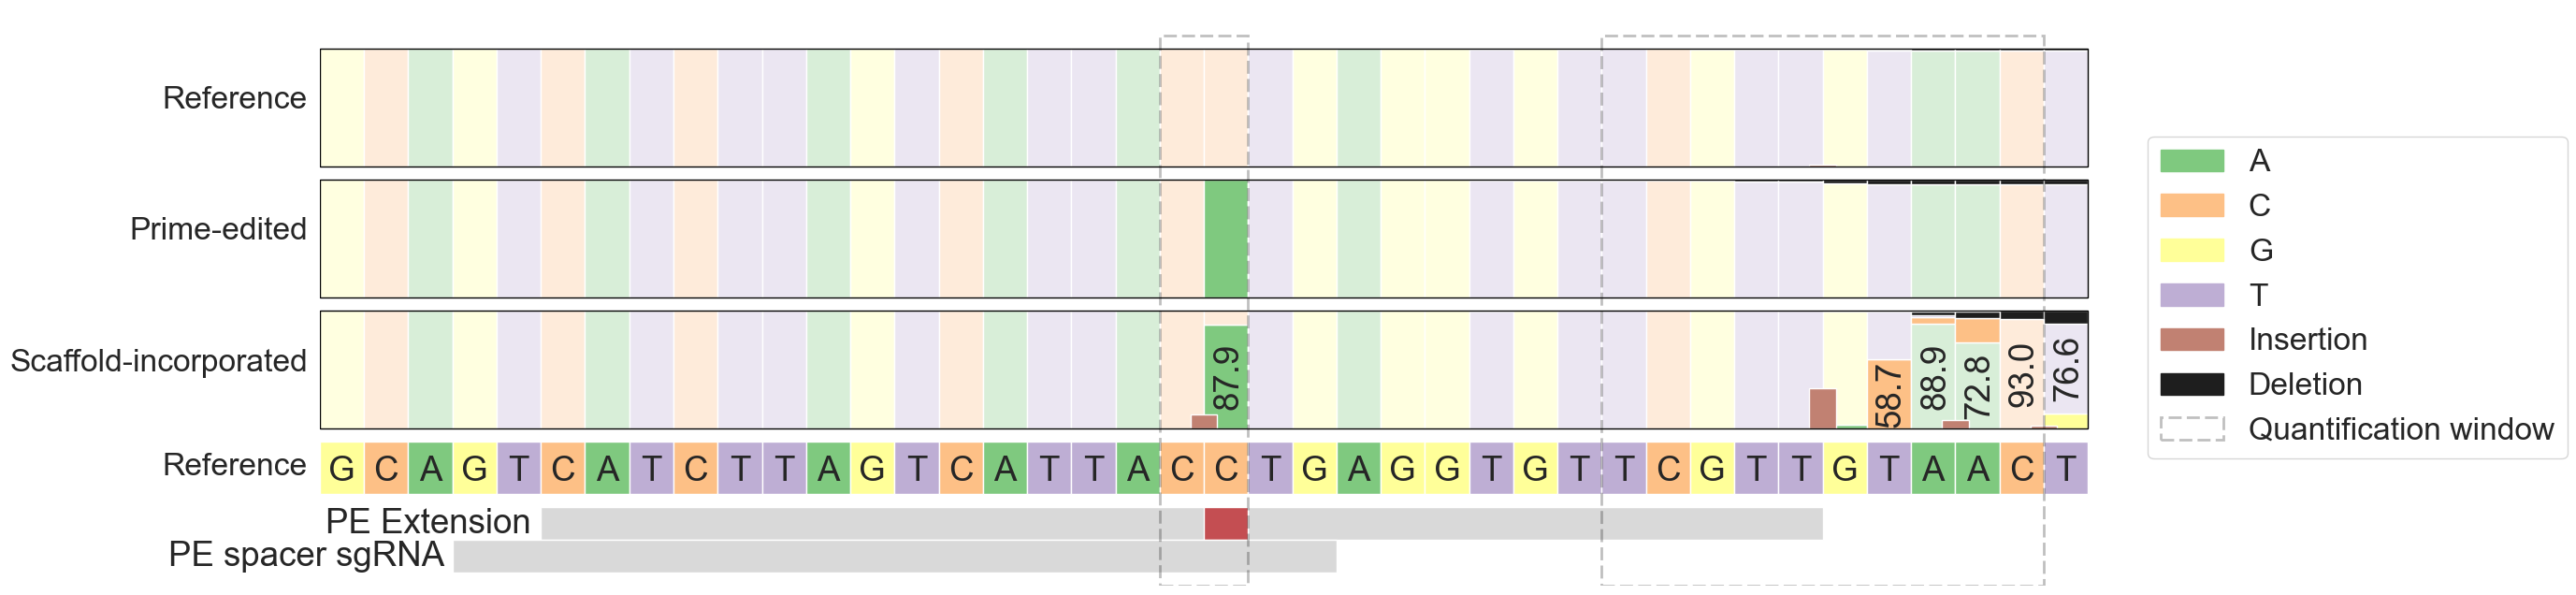 Reference
Prime-edited
Scaffold-incorporated
87.9
58.7
88.9
72.8
93.0
76.6
Reference
G C A G T C A T C T T A G T C A T T A C C T G A G G T G T T C G T T G T A A C T
PE Extension
PE spacer sgRNA
A
C
G
T
Insertion
Deletion
Quantification window